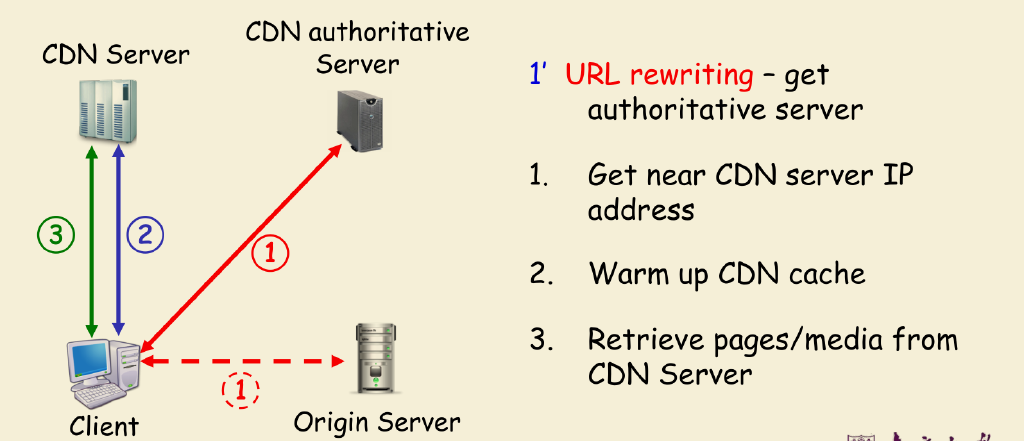 CDN Server
CDN authoritative
Server
3
2
1
1
Client
Origin Server
1’ URL rewriting – get
authoritative server
1. Get near CDN server IP
address
2. Warm up CDN cache
3. Retrieve pages/media from
CDN Server